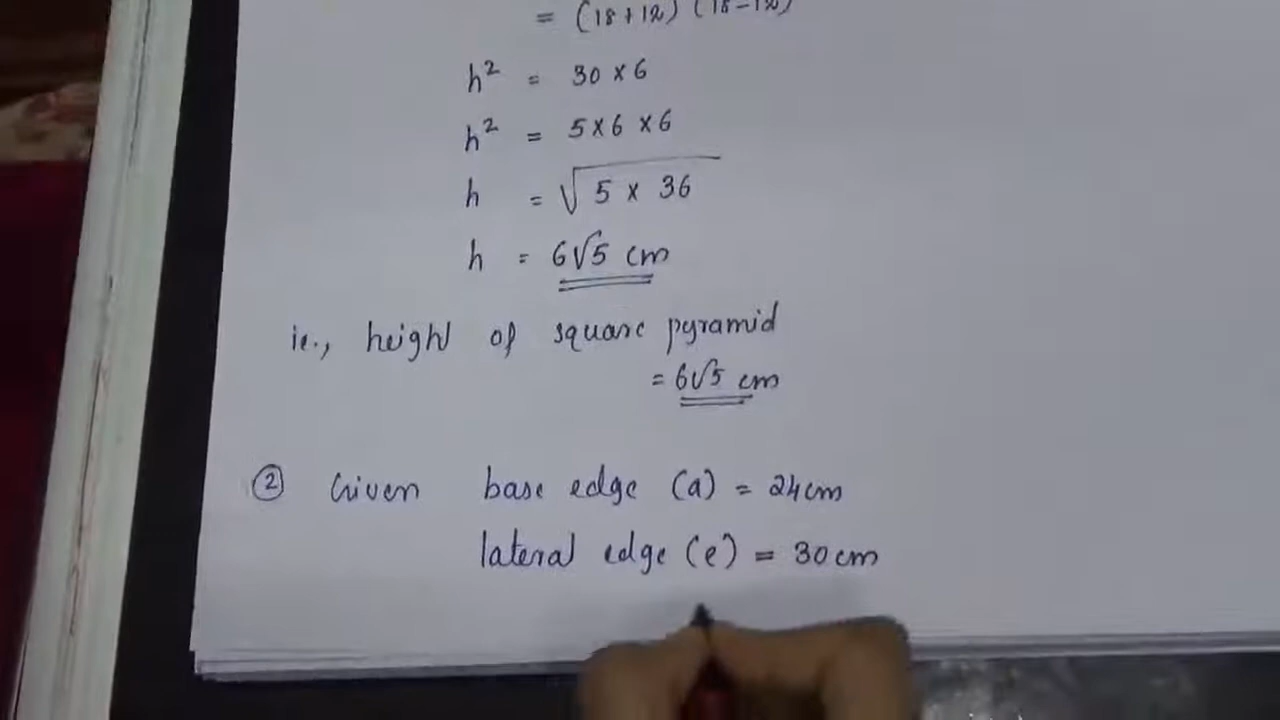 = (18+12) (18-12)
h² = 30 × 6
h² = 5×6 ×6
h = √5 × 36
h = 6√5 cm
ie., height of square pyramid
= 6√5 cm
② Given base edge (a) = 24cm
lateral edge (e) = 30cm